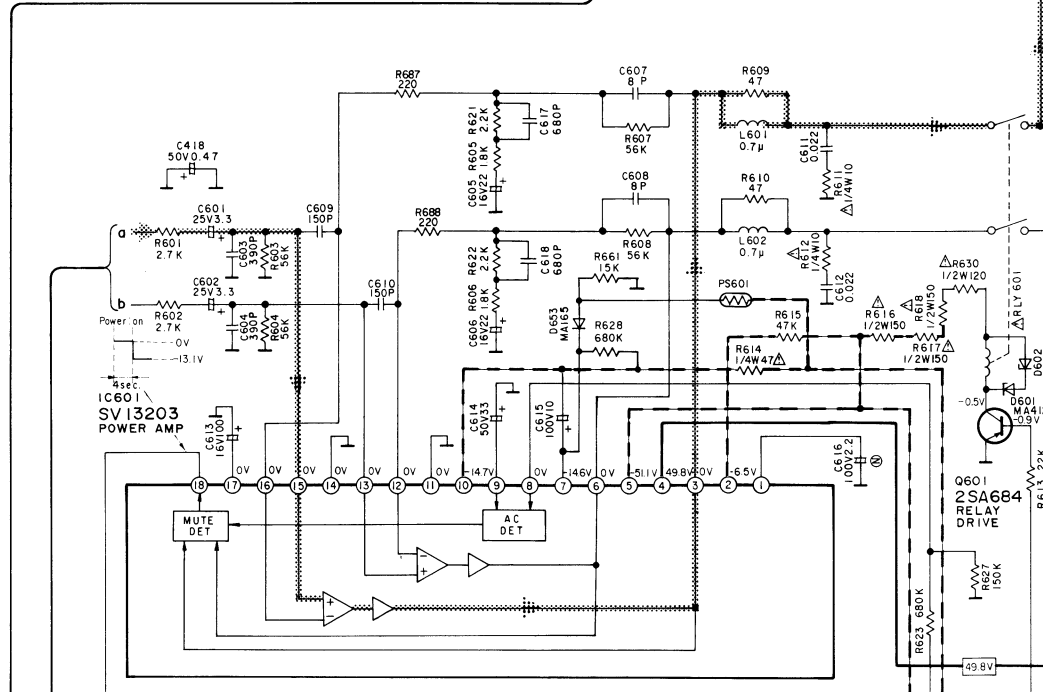 R687
220
C607
8 P
R609
47
R621
2.2K
C617
680P
R607
56K
L601
0.7μ
C611
0.022
R611
⚠1/4W10
C418
50V0.47
R605
1.8K
C605
16V22
C608
8P
R610
47
a
C601
25V3.3
C609
150P
R688
220
R601
2.7 K
C603
390P
R603
56K
R608
56K
L602
0.7μ
R612
⚠1/4W10
C612
0.022
R622
2.2K
C618
680P
R661
15K
PS601
⚠R630
1/2W120
⚠RLY 601
b
C602
25V3.3
C610
150P
R602
2.7K
C604
390P
R604
56K
R606
1.8K
C606
16V22
D653
MA165
R628
680K
R615
47K
⚠
R616
1/2W150
⚠
R618
1/2W150
R617⚠
1/2W150
D602
Power on
0V
-13.1V
4sec.
R614
1/4W47⚠
IC601
SV13203
POWER AMP
C613
16V100
C614
50V33
C615
100V10
C616
100V2.2
N
-0.5V
D601
MA41
-0.9V
0V
0V
0V
0V
0V
0V
0V
-14.7V
0V
-14.6V
0V
-51.1V
49.8V
0V
-6.5V
18
17
16
15
14
13
12
11
10
9
8
7
6
5
4
3
2
1
Q601
2SA684
RELAY
DRIVE
R613 22K
MUTE
DET
AC
DET
R627
150K
R623 680K
49.8V